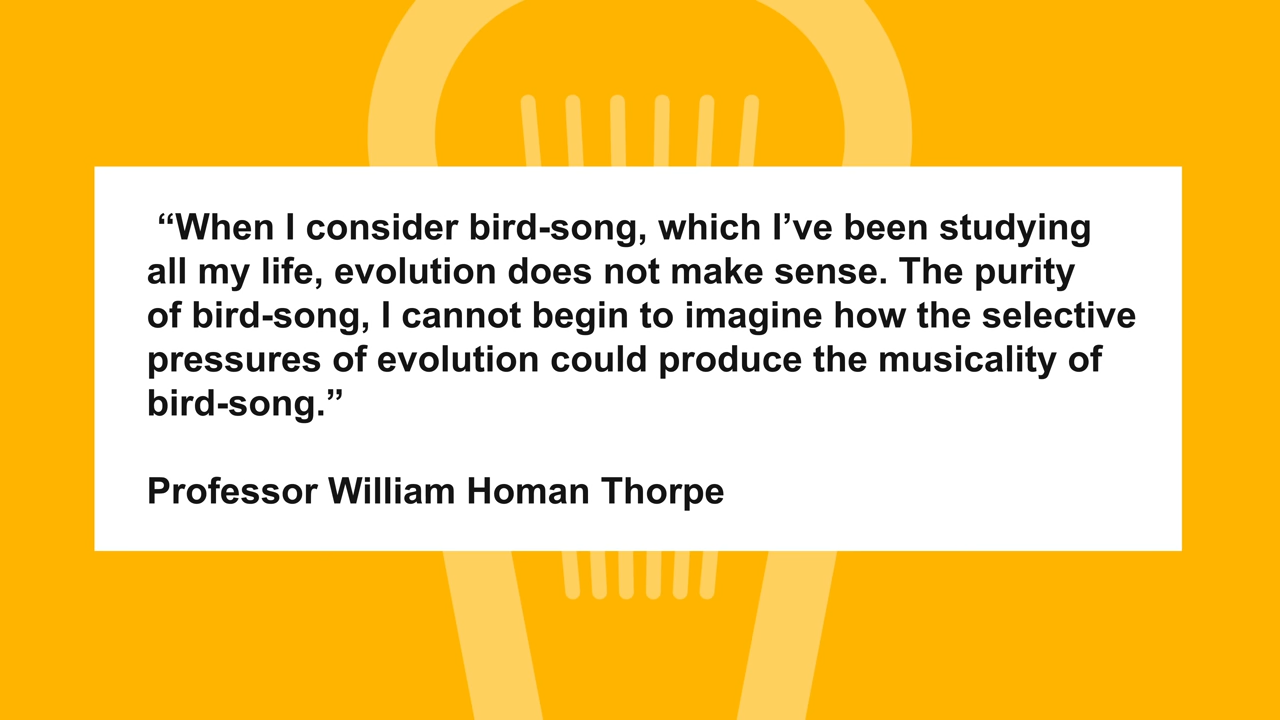 “When I consider bird-song, which I’ve been studying
all my life, evolution does not make sense. The purity
of bird-song, I cannot begin to imagine how the selective
pressures of evolution could produce the musicality of
bird-song.”
Professor William Homan Thorpe